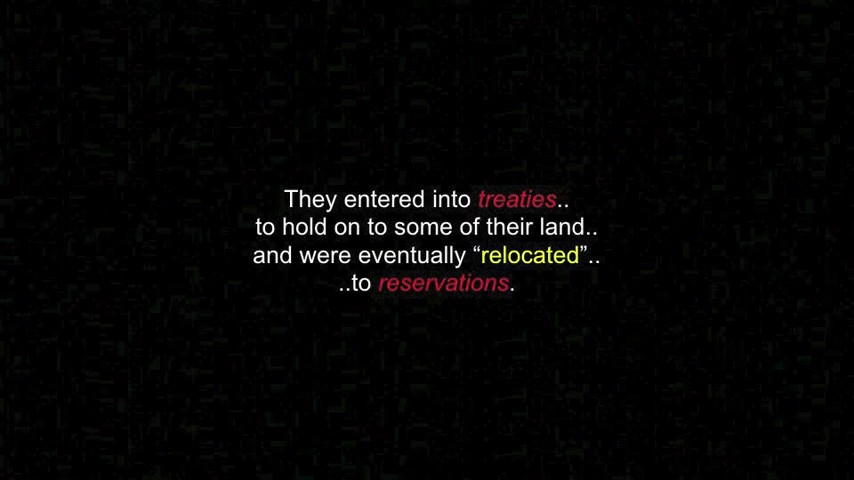 They entered into treaties..
to hold on to some of their land..
and were eventually “relocated”..
..to reservations.